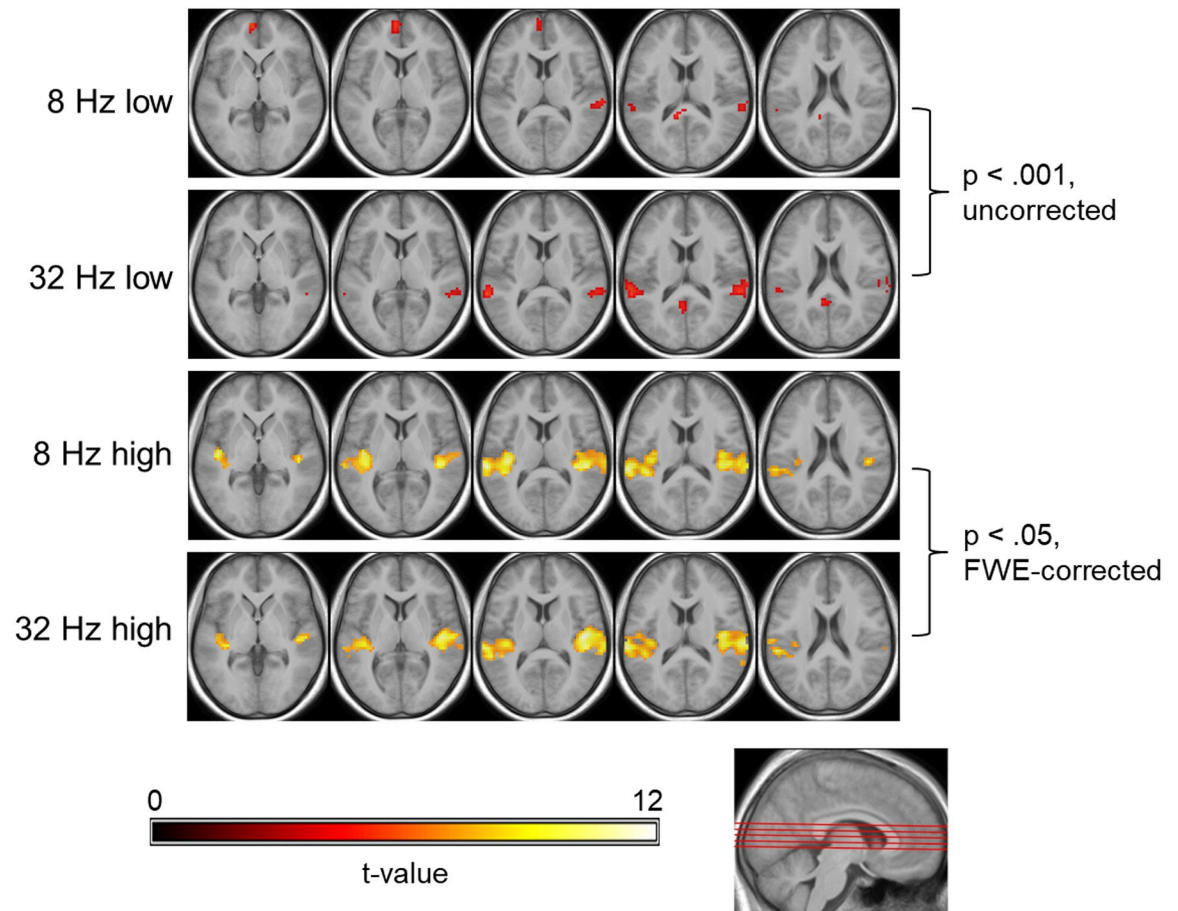 8 Hz low
p < .001,
uncorrected
32 Hz low
8 Hz high
p < .05,
FWE-corrected
32 Hz high
0 12
t-value